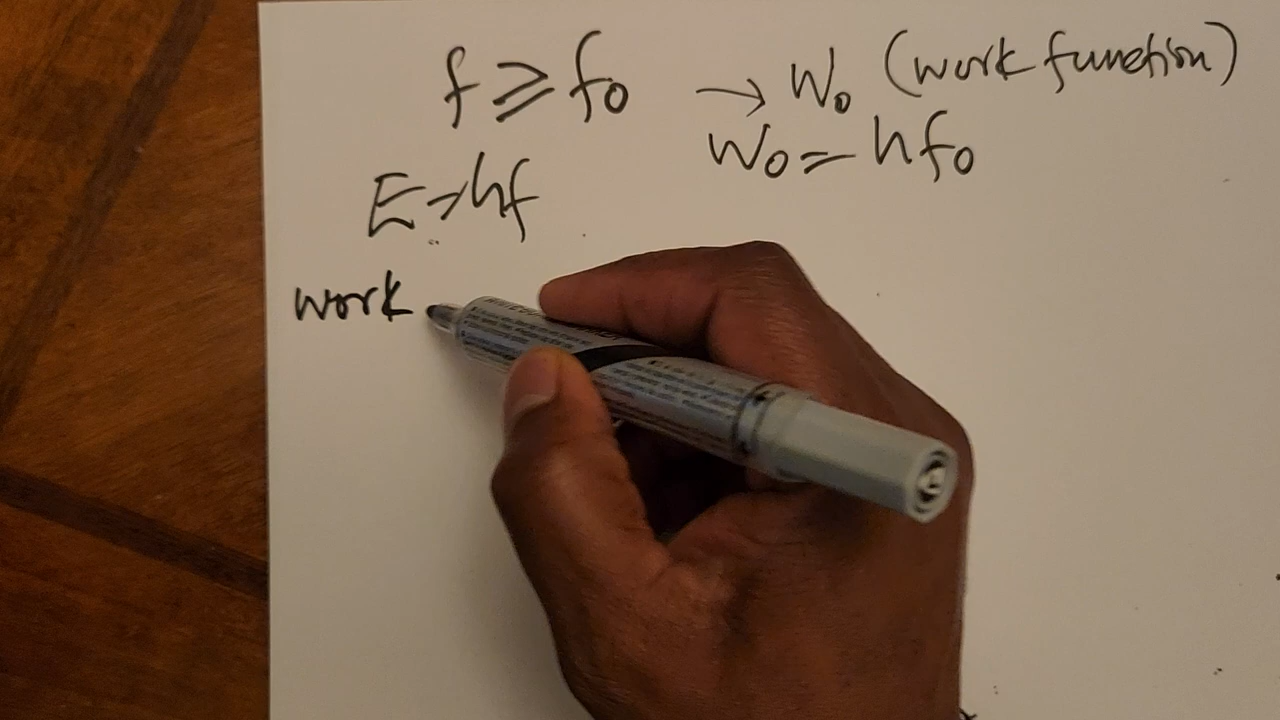 f ≥ f₀ → W₀ (work function)
W₀ = hf₀
E = hf
work